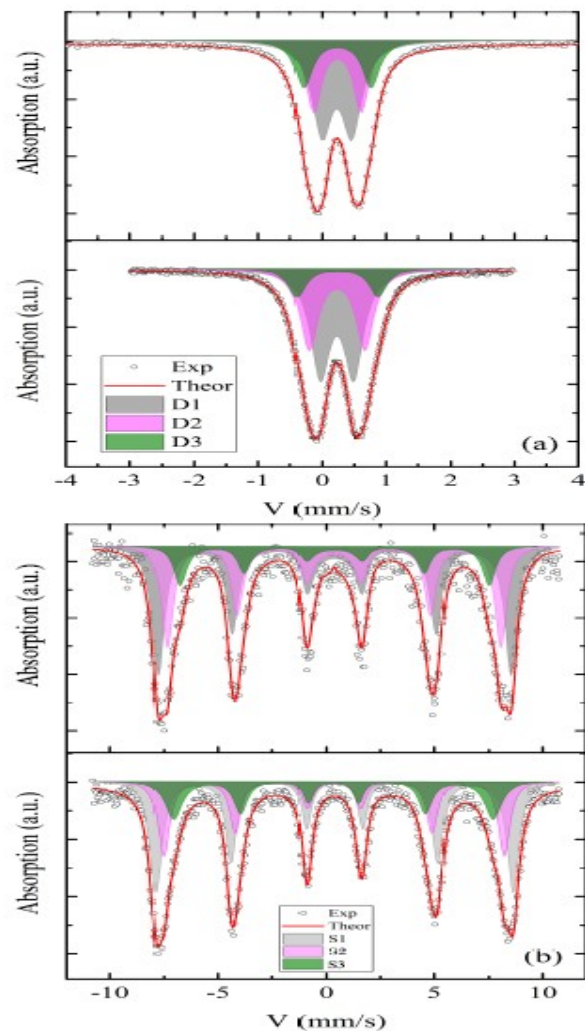 Absorption (a.u.)
Absorption (a.u.)
Exp
Theor
D1
D2
D3
(a)
-4 -3 -2 -1 0 1 2 3 4
V (mm/s)
Absorption (a.u.)
Absorption (a.u.)
Exp
Theor
S1
S2
S3
(b)
-10 -5 0 5 10
V (mm/s)